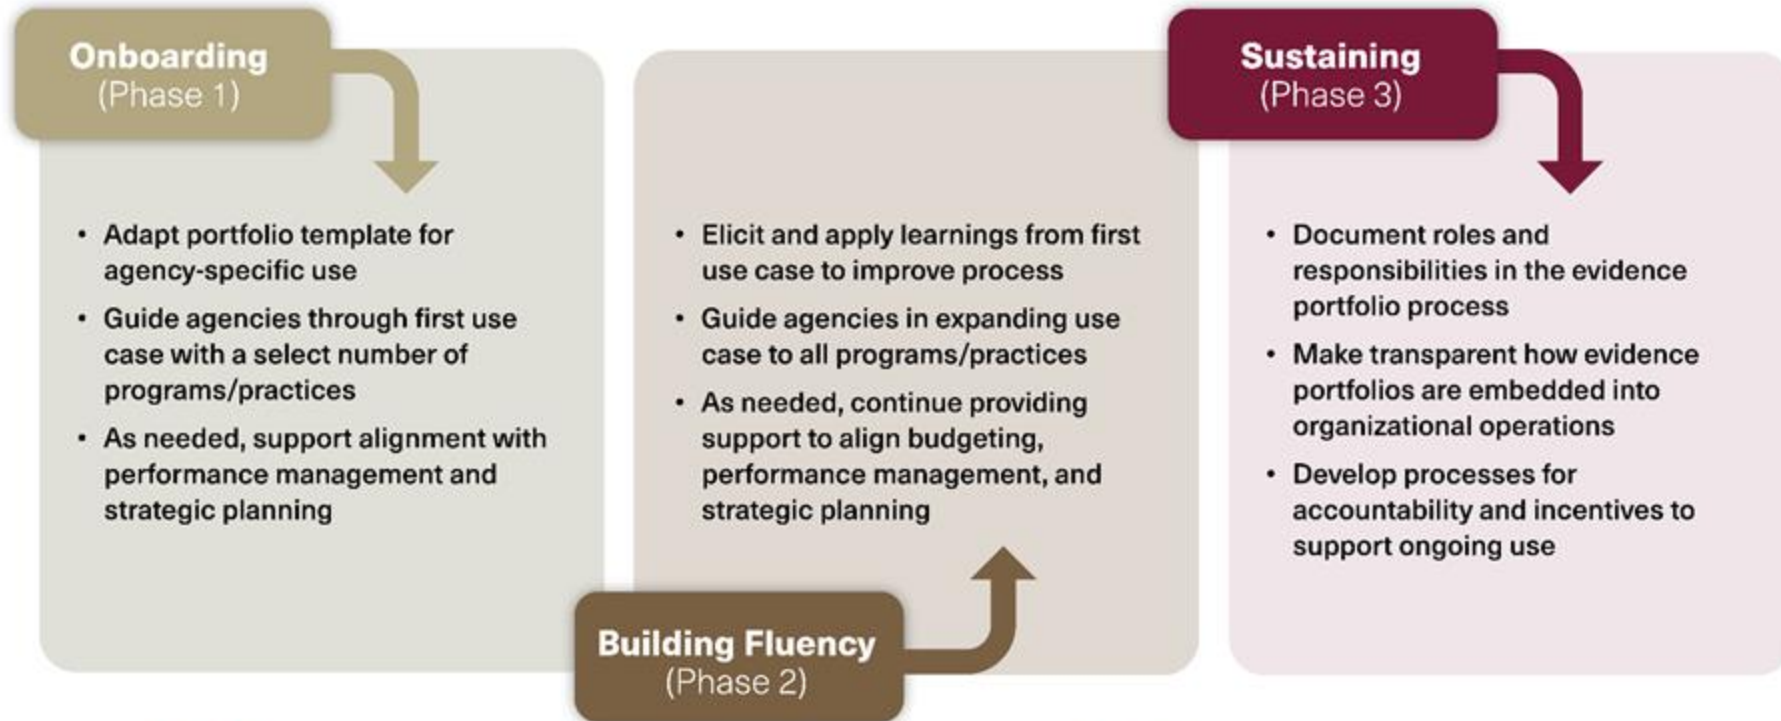 Onboarding
(Phase 1)
• Adapt portfolio template for
agency-specific use
• Guide agencies through first use
case with a select number of
programs/practices
• As needed, support alignment with
performance management and
strategic planning
Building Fluency
(Phase 2)
• Elicit and apply learnings from first
use case to improve process
• Guide agencies in expanding use
case to all programs/practices
• As needed, continue providing
support to align budgeting,
performance management, and
strategic planning
Sustaining
(Phase 3)
• Document roles and
responsibilities in the evidence
portfolio process
• Make transparent how evidence
portfolios are embedded into
organizational operations
• Develop processes for
accountability and incentives to
support ongoing use